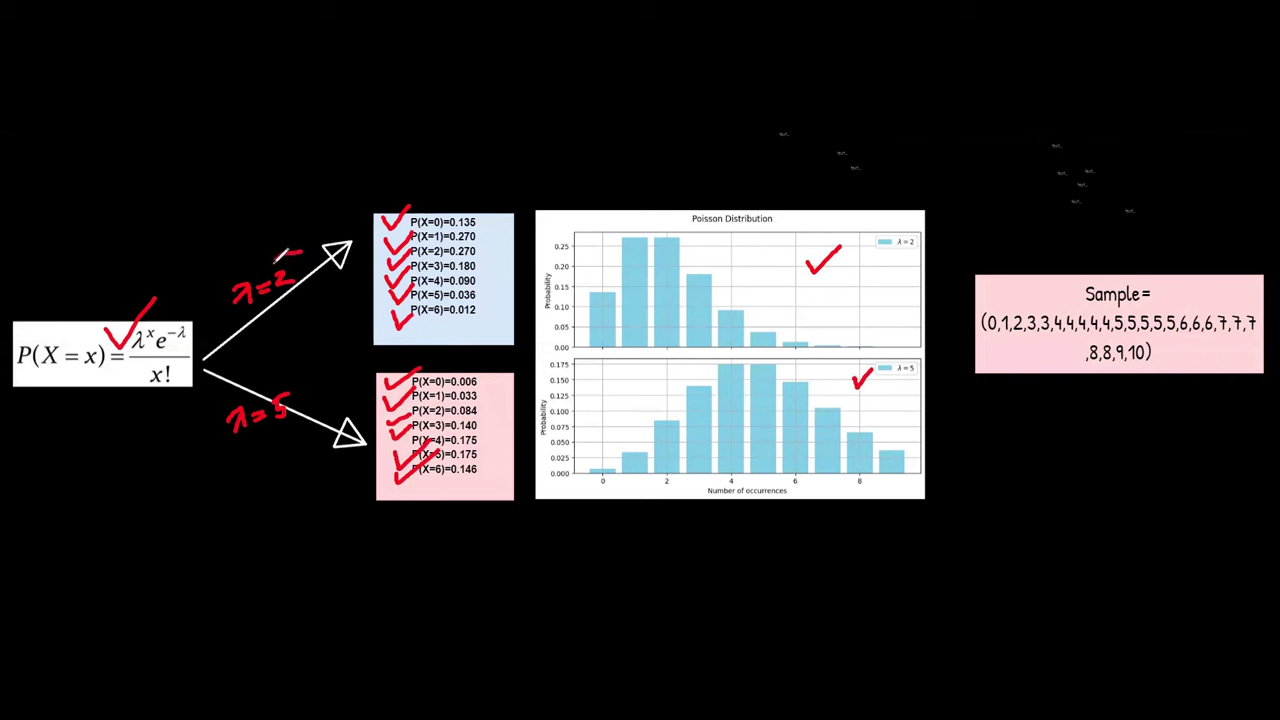 P(X = x) = λ^x e^{-λ} / x!
λ=2
λ=5
P(X=0)=0.135
P(X=1)=0.270
P(X=2)=0.270
P(X=3)=0.180
P(X=4)=0.090
P(X=5)=0.036
P(X=6)=0.012
P(X=0)=0.006
P(X=1)=0.033
P(X=2)=0.084
P(X=3)=0.140
P(X=4)=0.175
P(X=5)=0.175
P(X=6)=0.146
Poisson Distribution
λ = 2
Probability
0.25
0.20
0.15
0.10
0.05
0.00
λ = 5
Probability
0.175
0.150
0.125
0.100
0.075
0.050
0.025
0.000
0 2 4 6 8
Number of occurrences
Sample=
(0,1,2,3,3,4,4,4,4,4,5,5,5,5,5,6,6,6,7,7,7
,8,8,9,10)